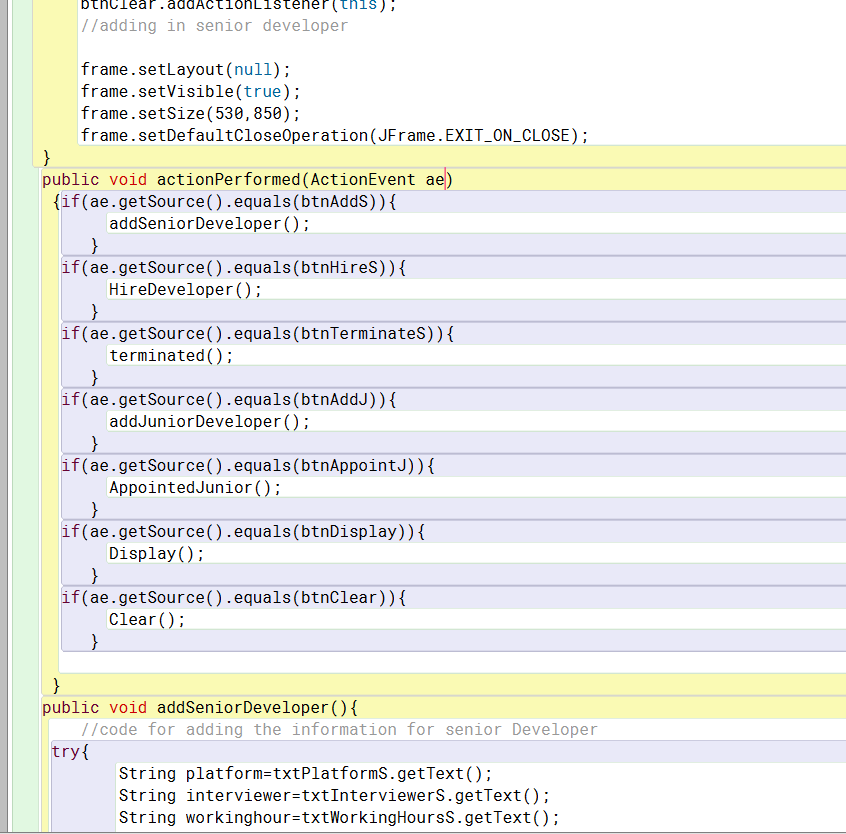 btnClear.addActionListener(this);
//adding in senior developer
frame.setLayout(null);
frame.setVisible(true);
frame.setSize(530,850);
frame.setDefaultCloseOperation(JFrame.EXIT_ON_CLOSE);
}
public void actionPerformed(ActionEvent ae)
{if(ae.getSource().equals(btnAddS)){
addSeniorDeveloper();
}
if(ae.getSource().equals(btnHireS)){
HireDeveloper();
}
if(ae.getSource().equals(btnTerminateS)){
terminated();
}
if(ae.getSource().equals(btnAddJ)){
addJuniorDeveloper();
}
if(ae.getSource().equals(btnAppointJ)){
AppointedJunior();
}
if(ae.getSource().equals(btnDisplay)){
Display();
}
if(ae.getSource().equals(btnClear)){
Clear();
}
}
public void addSeniorDeveloper(){
//code for adding the information for senior Developer
try{
String platform=txtPlatformS.getText();
String interviewer=txtInterviewerS.getText();
String workinghour=txtWorkingHoursS.getText();